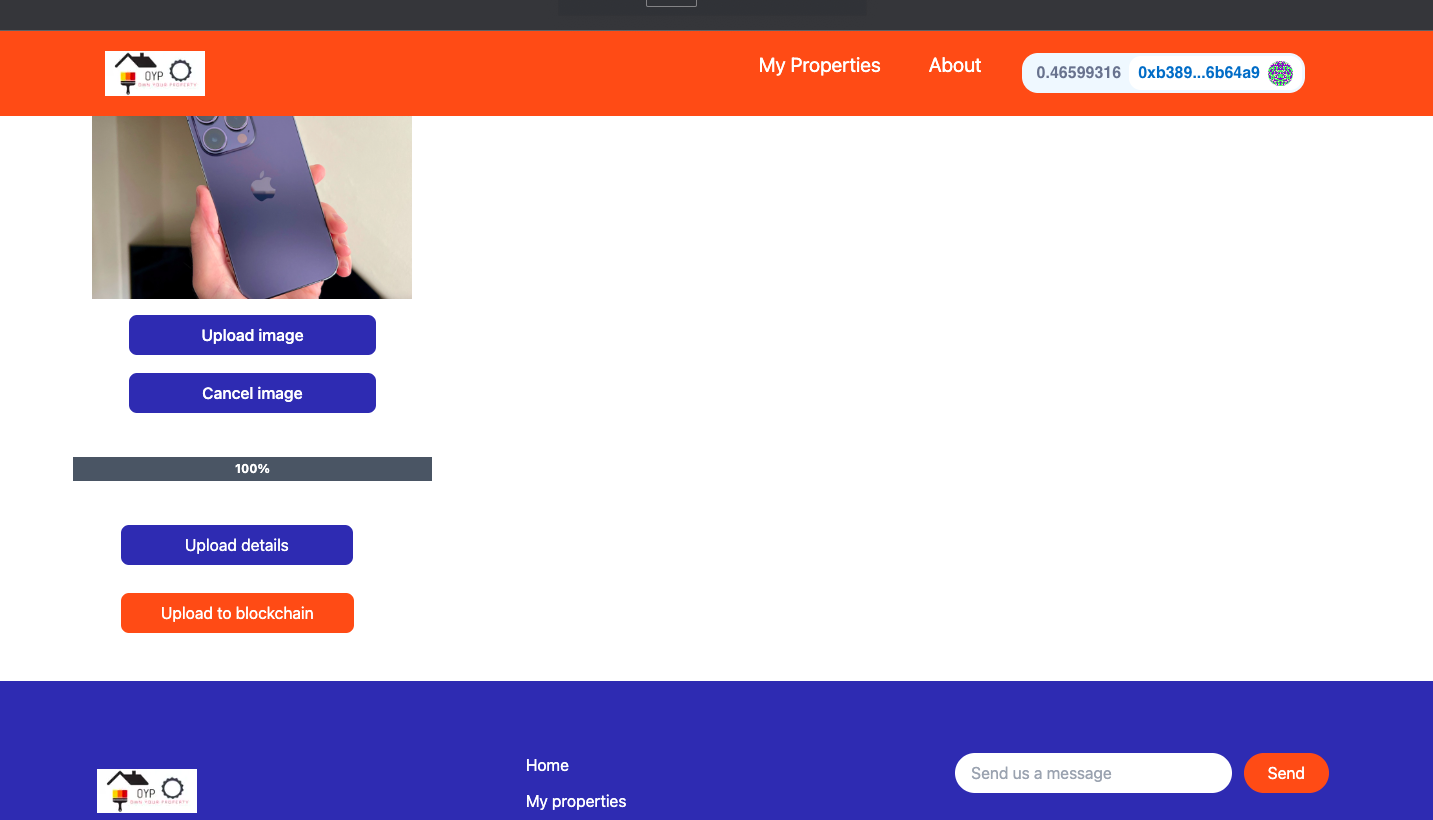 OYP
OWN YOUR PROPERTY
My Properties
About
0.46599316
0xb389...6b64a9
Upload image
Cancel image
100%
Upload details
Upload to blockchain
OYP
OWN YOUR PROPERTY
Home
My properties
Send us a message
Send